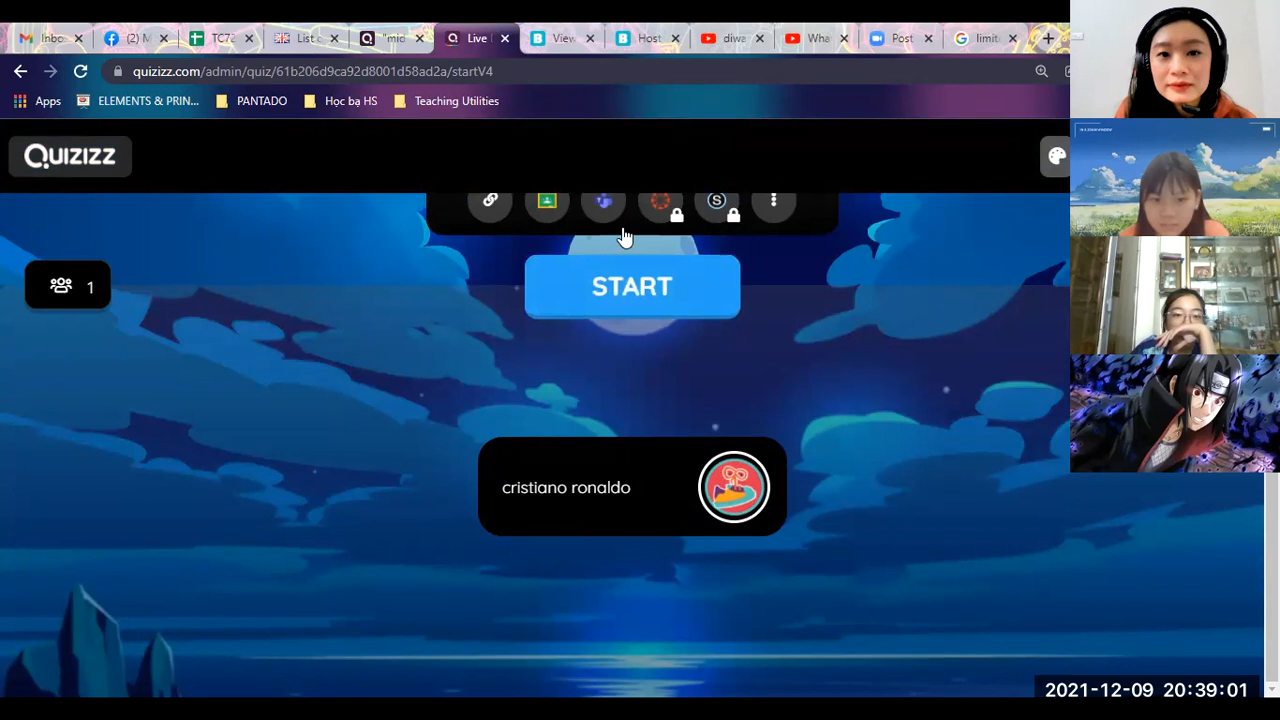 Inbo
(2) M
TC7
List o
"mid
Live
View
Host
diwa
Wha
Post
limit
quizizz.com/admin/quiz/61b206d9ca92d8001d58ad2a/startV4
Apps
ELEMENTS & PRIN...
PANTADO
Học bạ HS
Teaching Utilities
Quizizz
1
START
cristiano ronaldo
2021-12-09 20:39:01